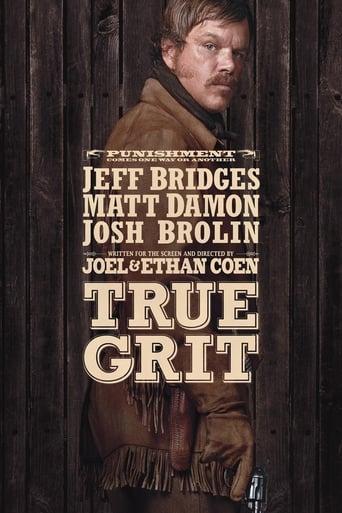 PUNISHMENT
COMES ONE WAY OR ANOTHER
JEFF BRIDGES
MATT DAMON
JOSH BROLIN
WRITTEN FOR THE SCREEN AND DIRECTED BY
JOEL & ETHAN COEN
TRUE
GRIT